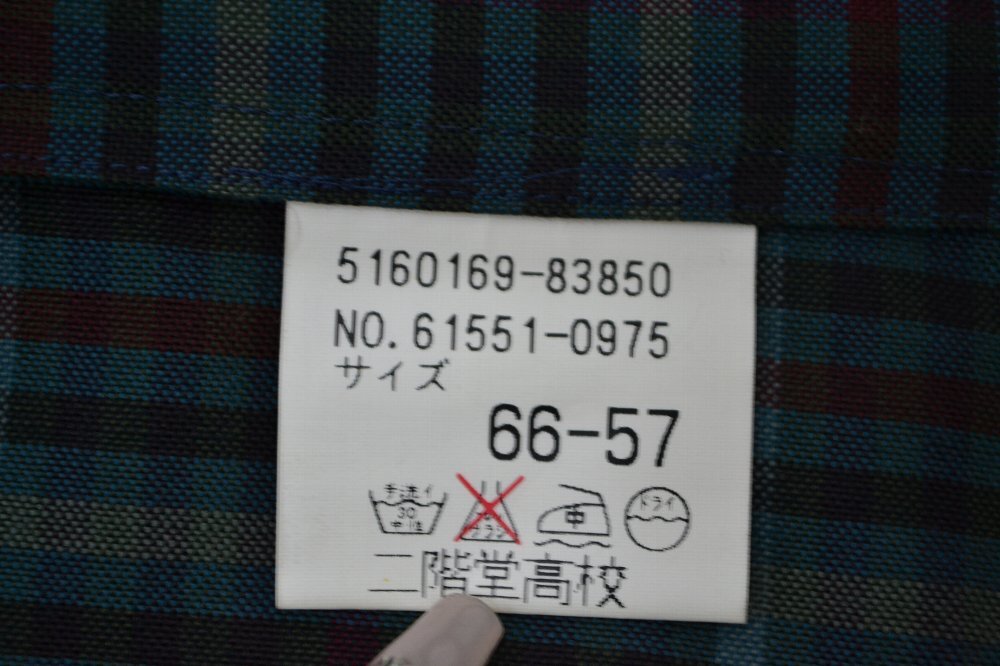 5160169-83850
NO.61551-0975
サイズ
66-57
手洗イ
30
中性
中
ドライ
二階堂高校